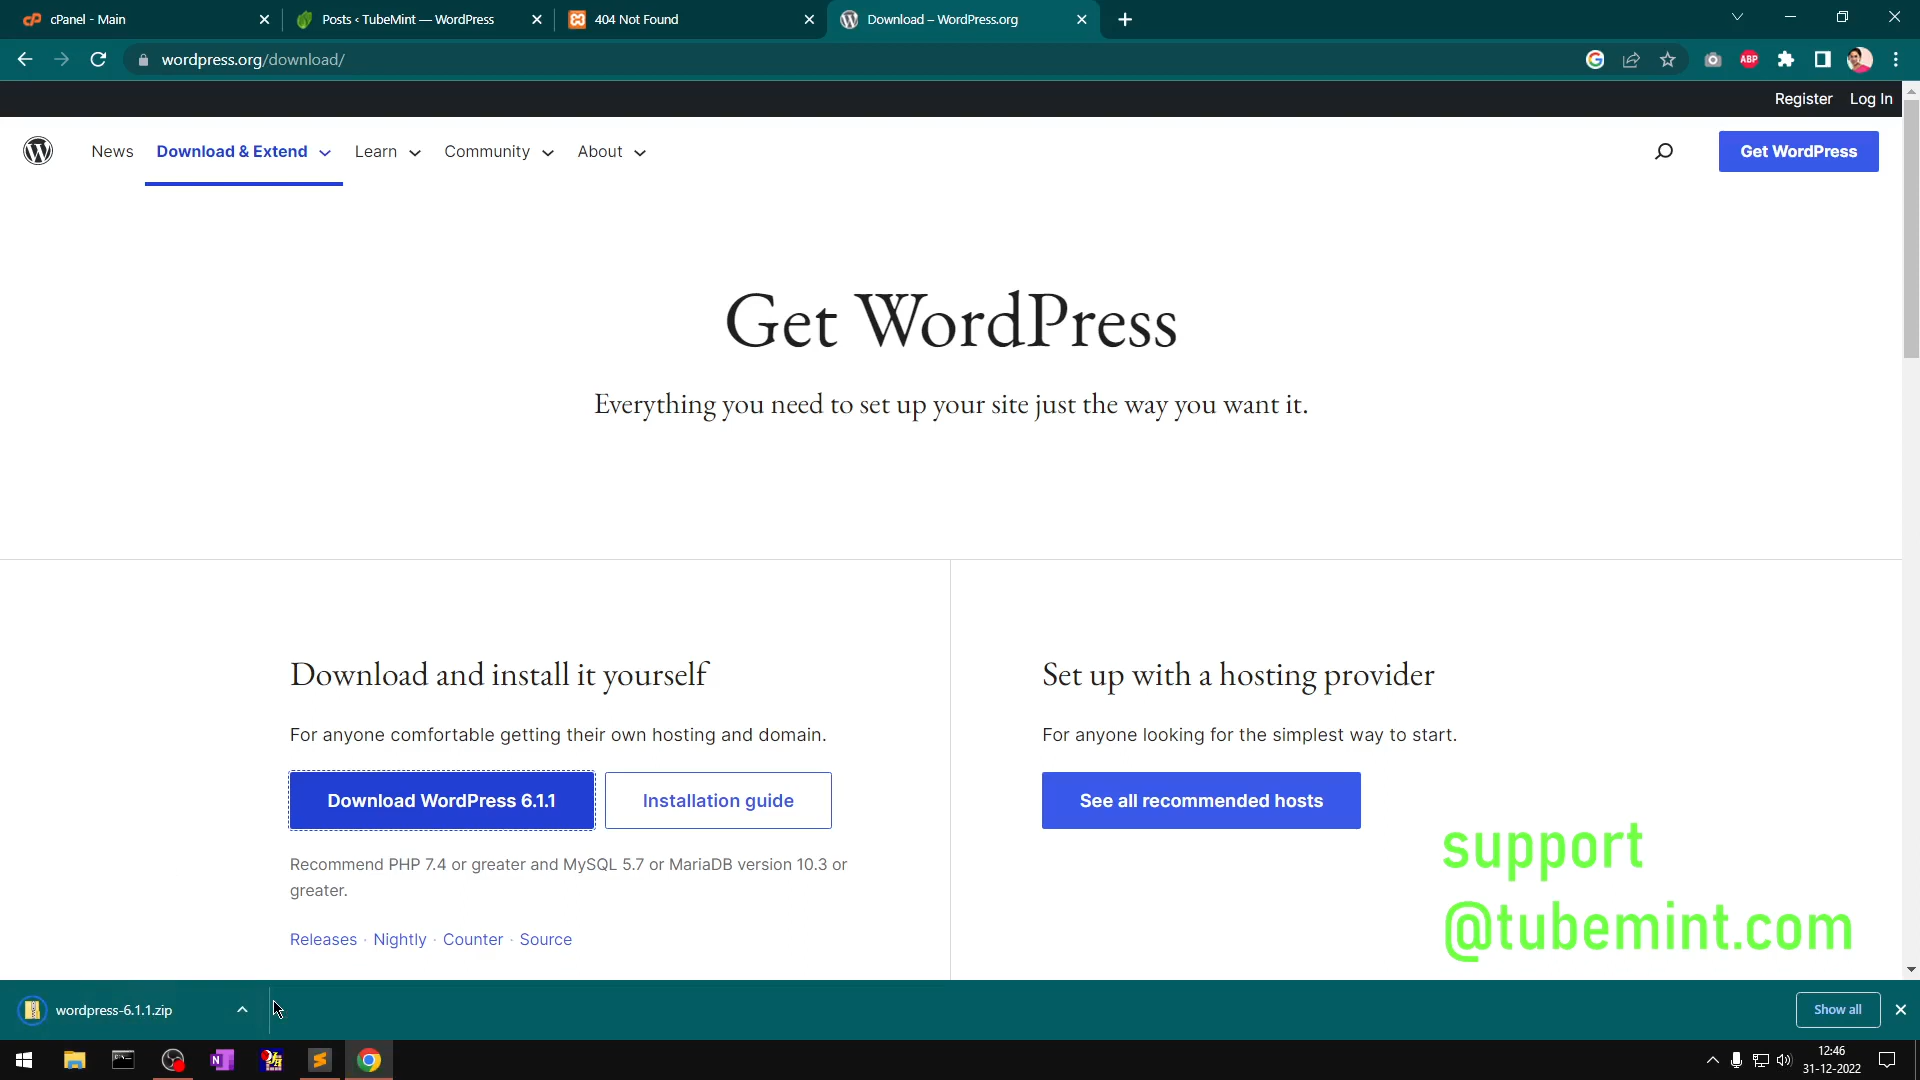 cPanel - Main
Posts ‹ TubeMint — WordPress
404 Not Found
Download – WordPress.org
wordpress.org/download/
ABP
Register
Log In
News
Download & Extend
Learn
Community
About
Get WordPress
Get WordPress
Everything you need to set up your site just the way you want it.
Download and install it yourself
For anyone comfortable getting their own hosting and domain.
Download WordPress 6.1.1
Installation guide
Recommend PHP 7.4 or greater and MySQL 5.7 or MariaDB version 10.3 or
greater.
Releases · Nightly · Counter · Source
Set up with a hosting provider
For anyone looking for the simplest way to start.
See all recommended hosts
support
@tubemint.com
wordpress-6.1.1.zip
Show all
12:46
31-12-2022